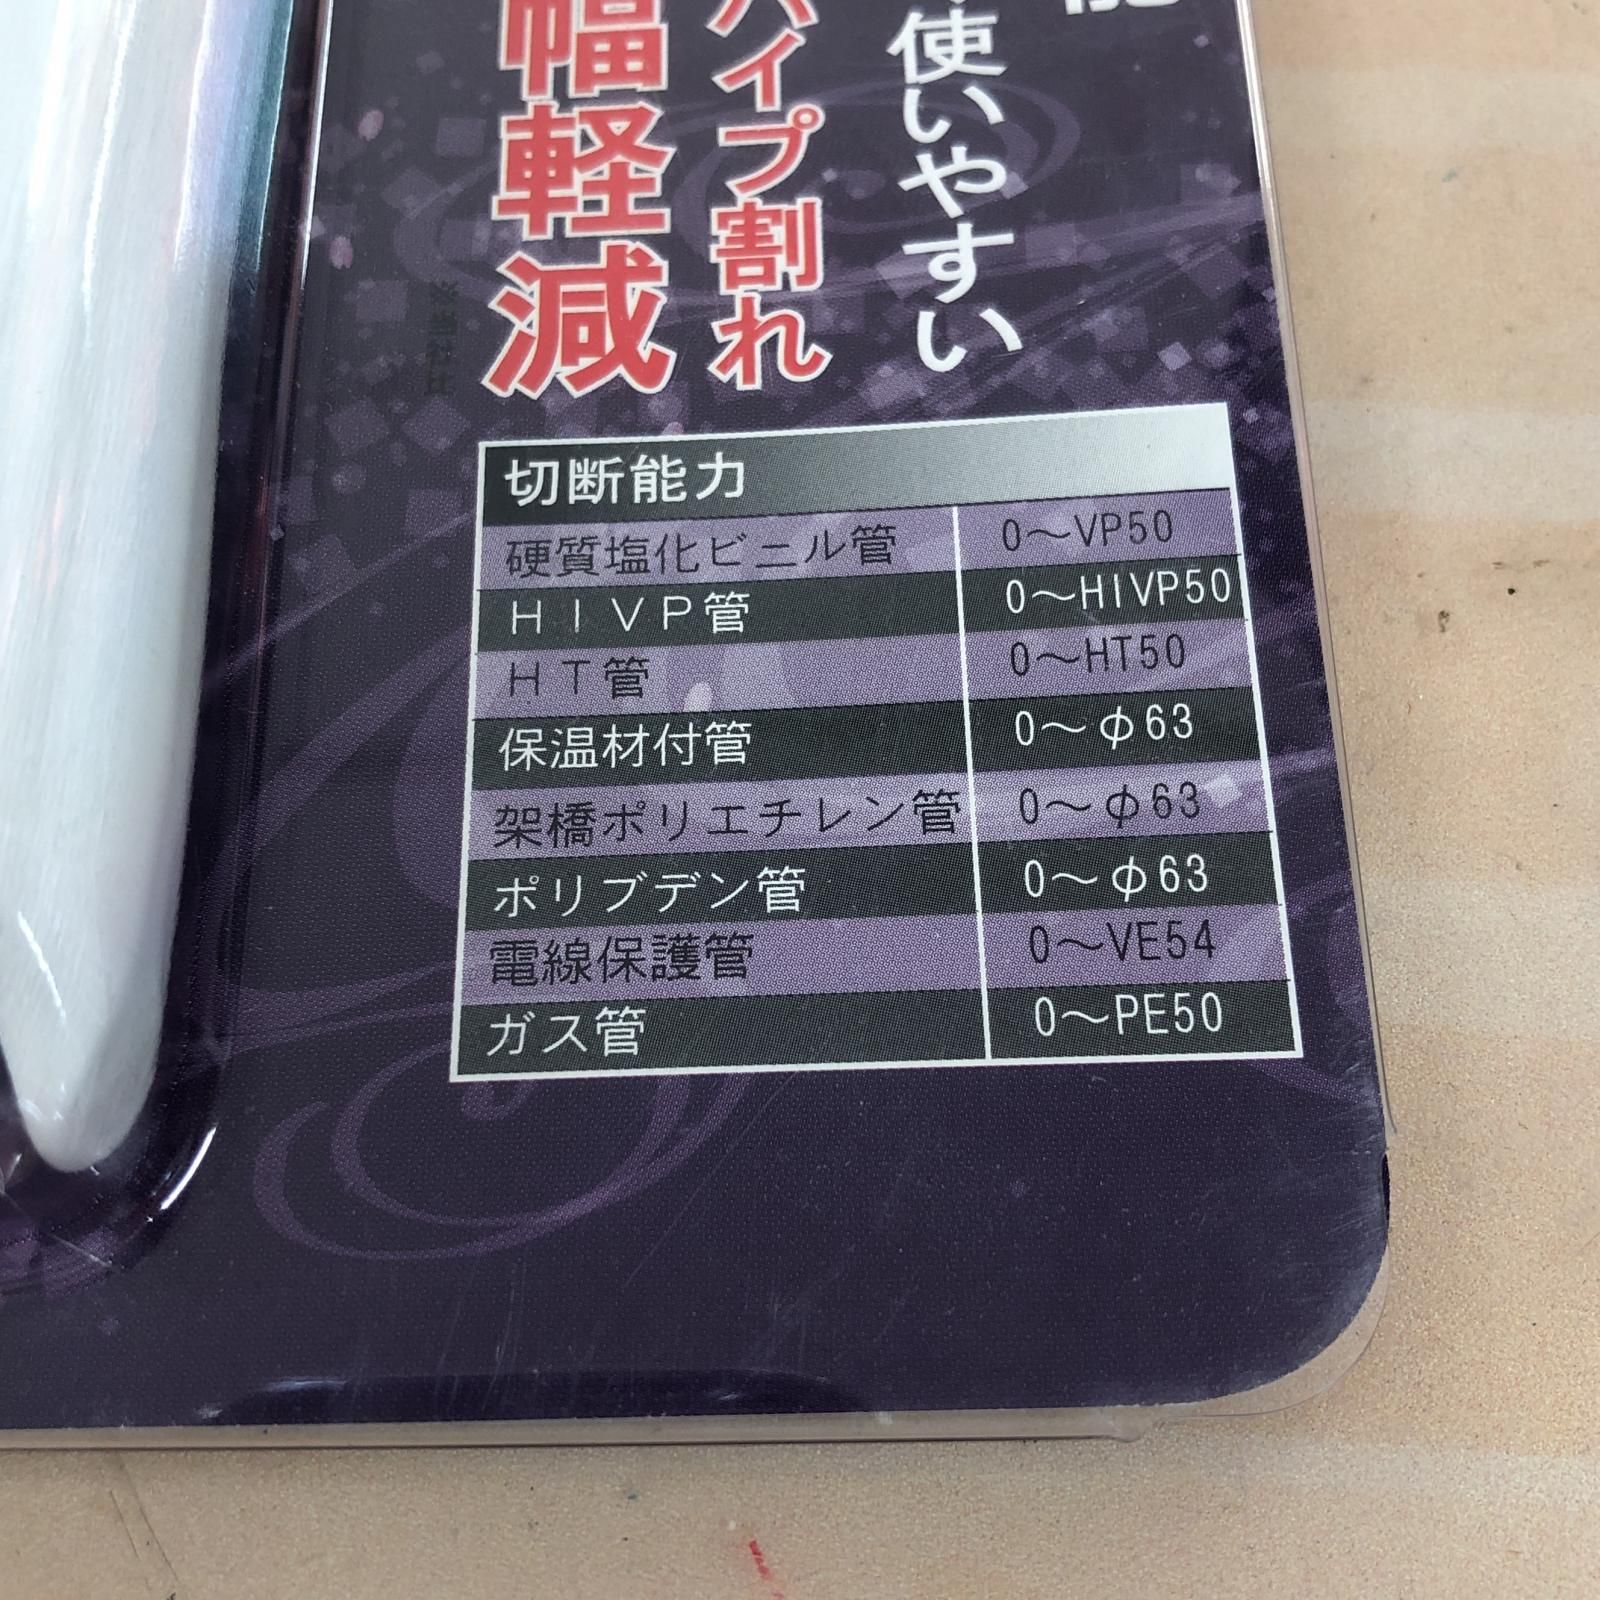 使いやすい
パイプ割れ
幅軽減
切断能力
硬質塩化ビニル管 0～VP50
ＨＩＶＰ管 0～HIVP50
ＨＴ管 0～HT50
保温材付管 0～φ63
架橋ポリエチレン管 0～φ63
ポリブデン管 0～φ63
電線保護管 0～VE54
ガス管 0～PE50